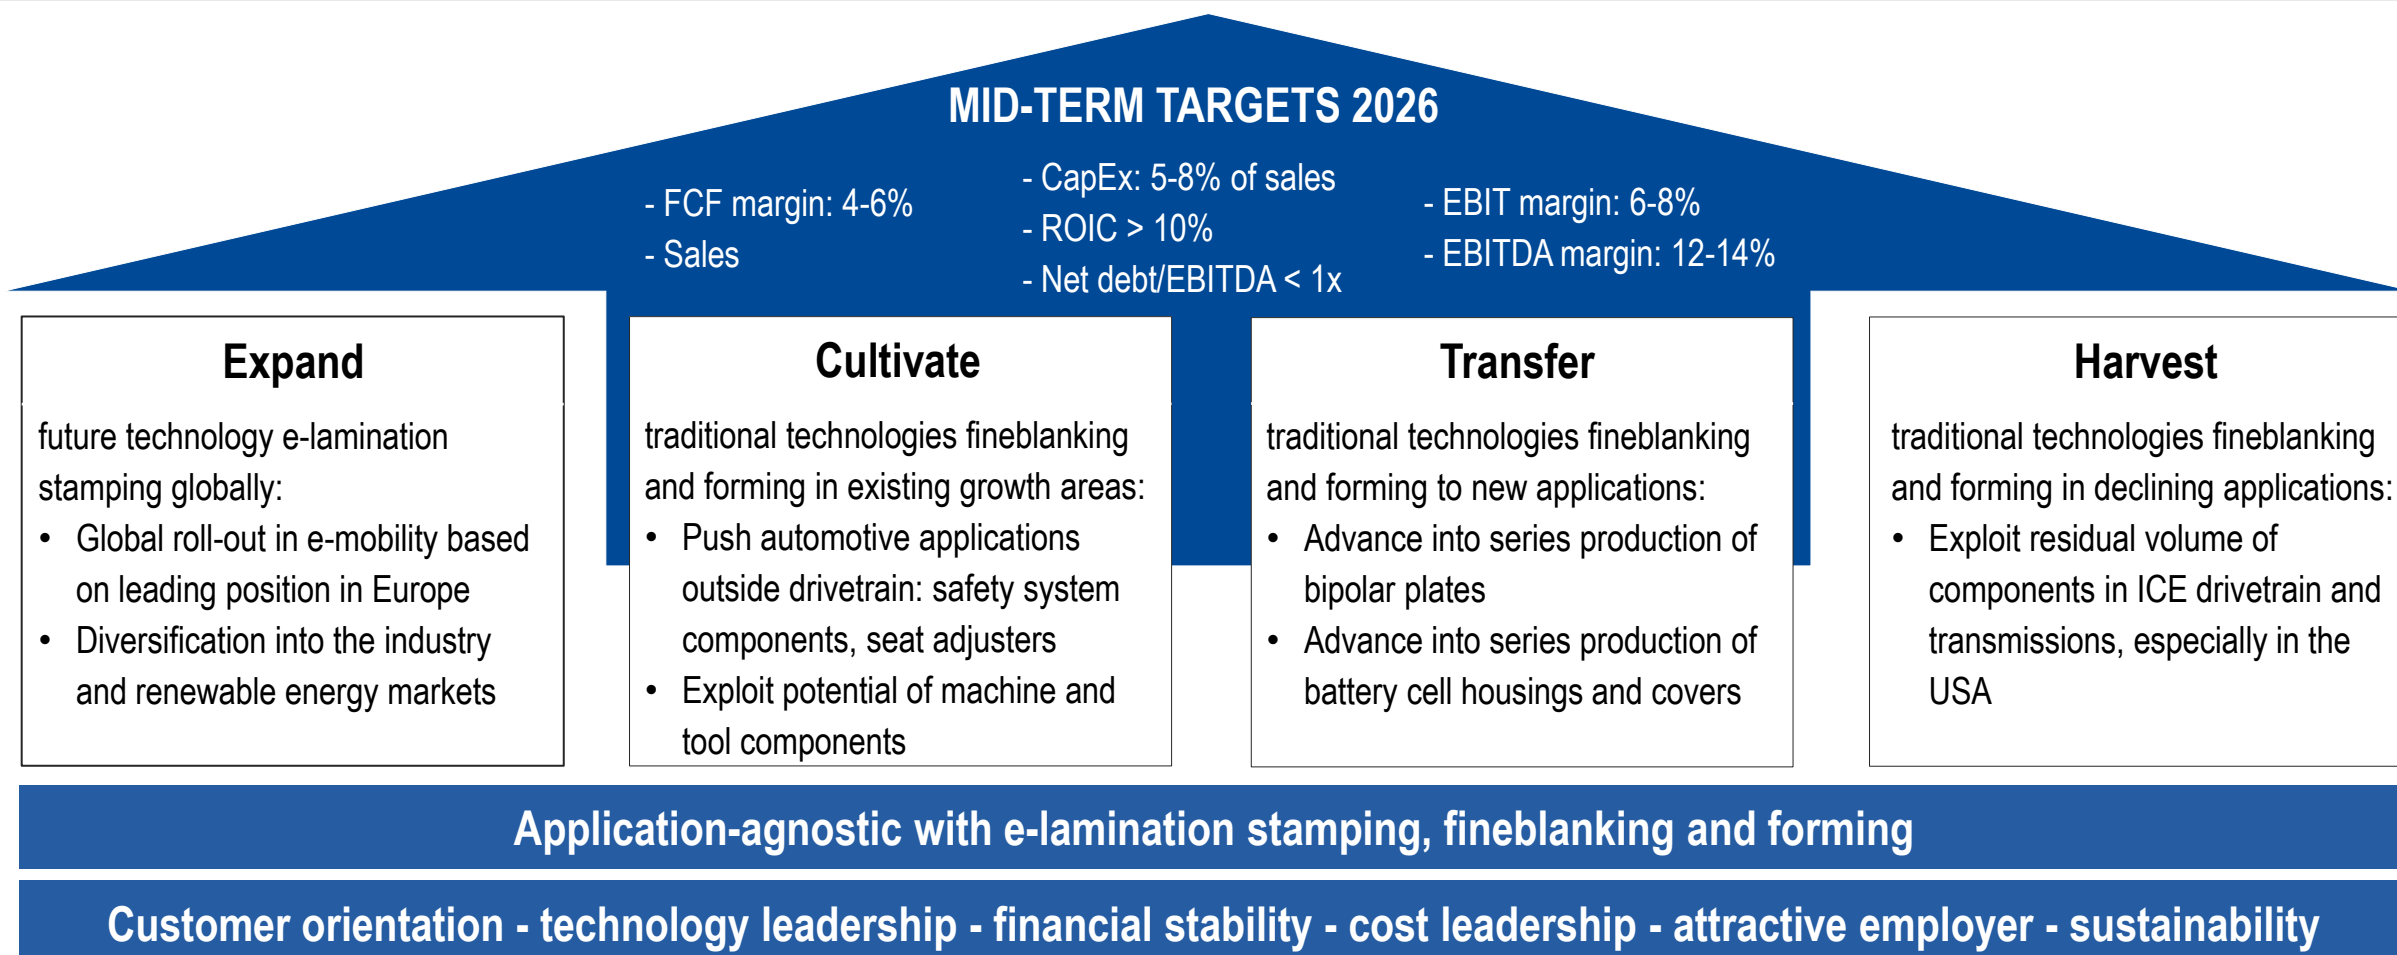 MID-TERM TARGETS 2026
- FCF margin: 4-6%
- Sales
- CapEx: 5-8% of sales
- ROIC > 10%
- Net debt/EBITDA < 1x
- EBIT margin: 6-8%
- EBITDA margin: 12-14%
Expand
future technology e-lamination
stamping globally:
• Global roll-out in e-mobility based
on leading position in Europe
• Diversification into the industry
and renewable energy markets
Cultivate
traditional technologies fineblanking
and forming in existing growth areas:
• Push automotive applications
outside drivetrain: safety system
components, seat adjusters
• Exploit potential of machine and
tool components
Transfer
traditional technologies fineblanking
and forming to new applications:
• Advance into series production of
bipolar plates
• Advance into series production of
battery cell housings and covers
Harvest
traditional technologies fineblanking
and forming in declining applications:
• Exploit residual volume of
components in ICE drivetrain and
transmissions, especially in the
USA
Application-agnostic with e-lamination stamping, fineblanking and forming
Customer orientation - technology leadership - financial stability - cost leadership - attractive employer - sustainability